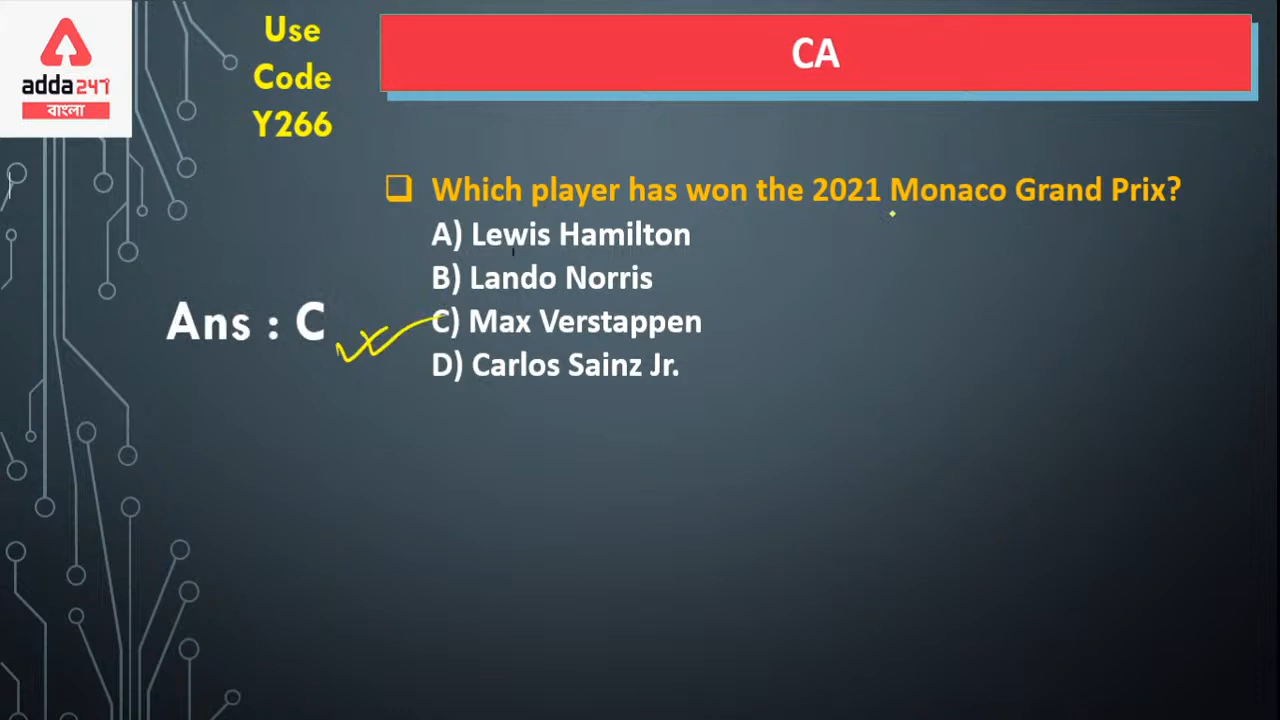 adda247
বাংলা
Use
Code
Y266
CA
Which player has won the 2021 Monaco Grand Prix?
A) Lewis Hamilton
B) Lando Norris
C) Max Verstappen
D) Carlos Sainz Jr.
Ans : C